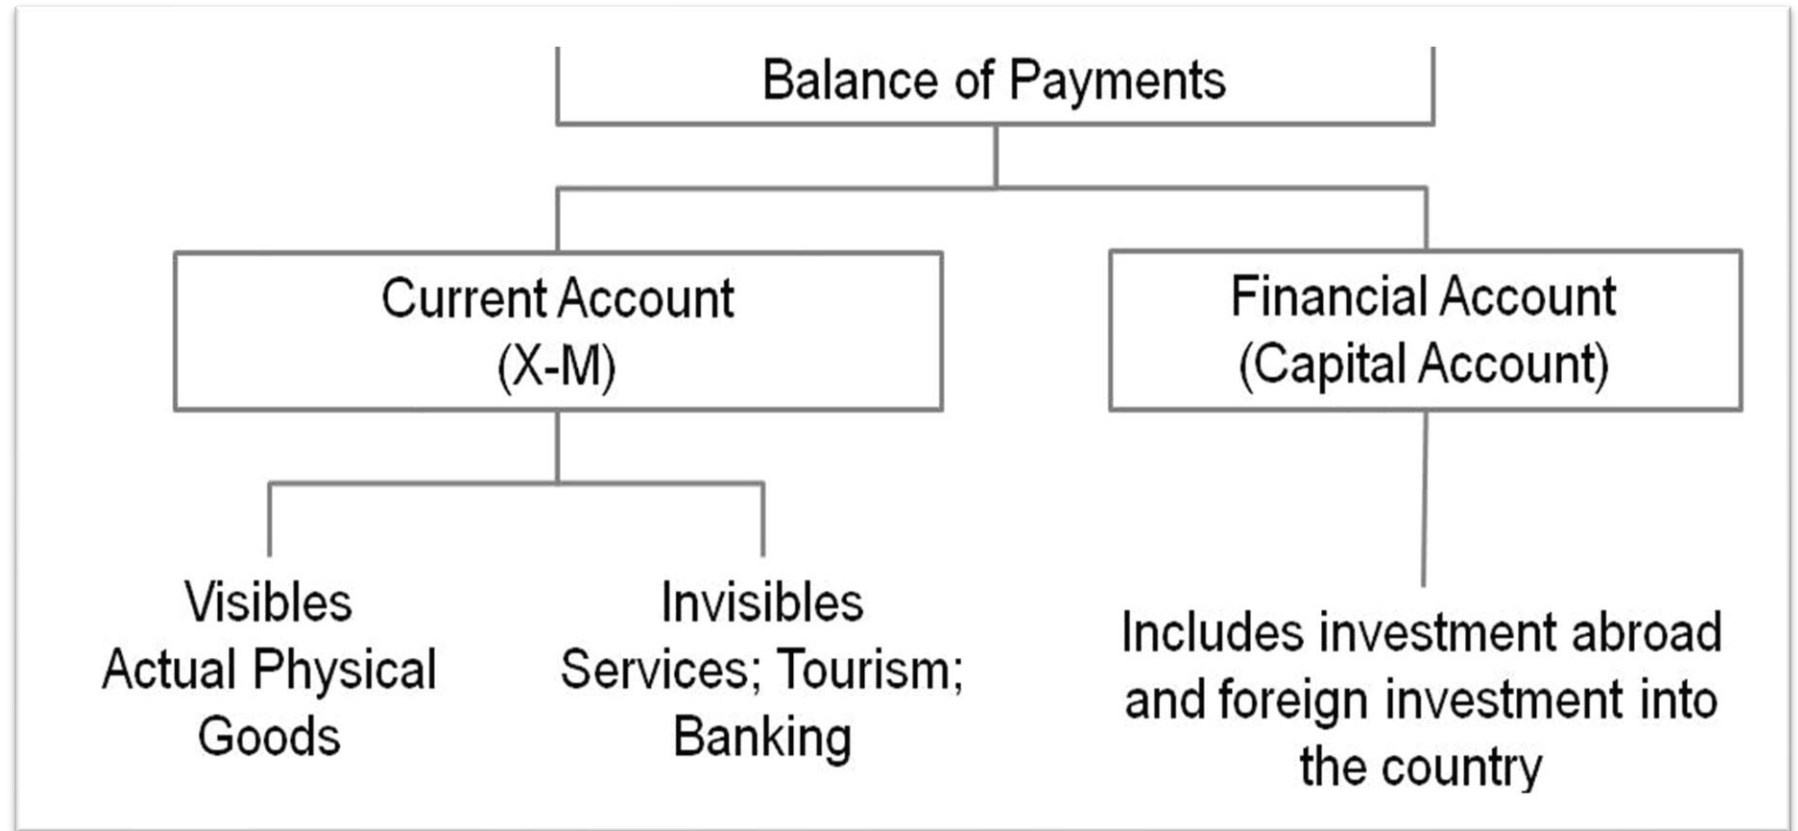 Balance of Payments
Current Account
(X-M)
Financial Account
(Capital Account)
Visibles
Actual Physical
Goods
Invisibles
Services; Tourism;
Banking
Includes investment abroad
and foreign investment into
the country